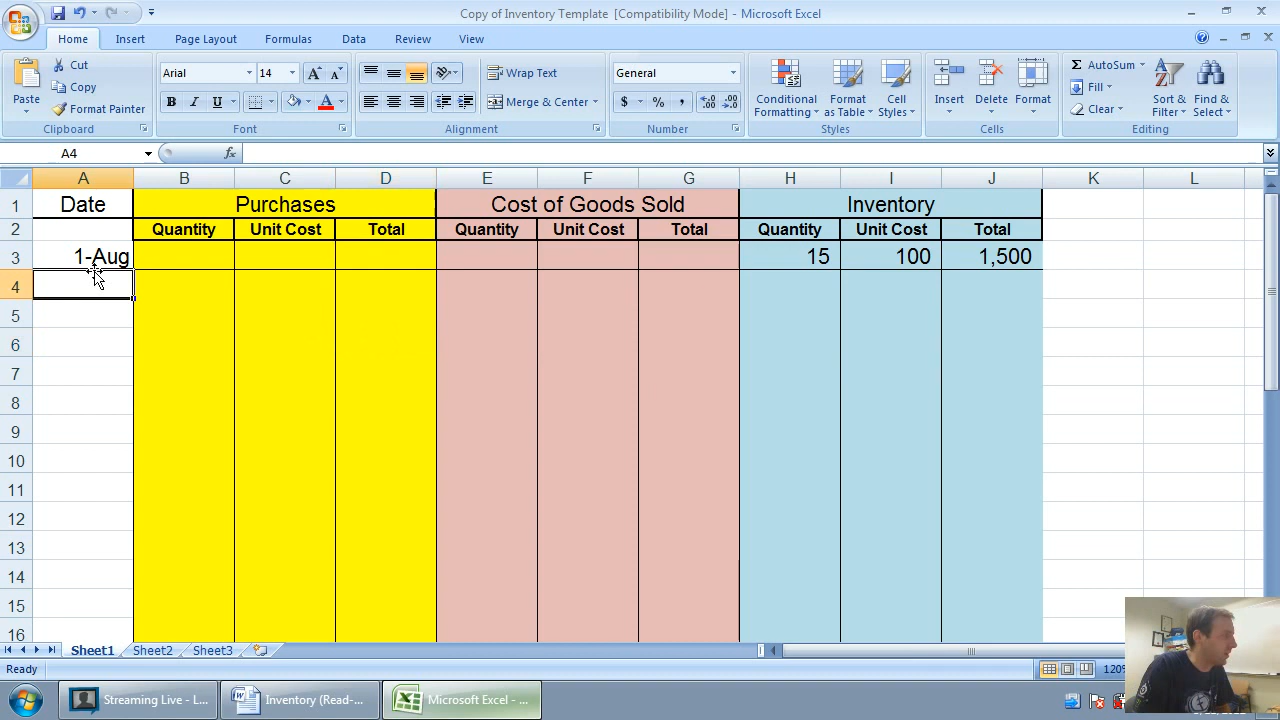 Copy of Inventory Template [Compatibility Mode] - Microsoft Excel
Home Insert Page Layout Formulas Data Review View
Paste Cut Copy Format Painter
Arial 14
B I U
A A
Wrap Text
Merge & Center
General
$ % ,
Conditional Formatting
Format as Table
Cell Styles
Insert Delete Format
AutoSum
Fill
Clear
Sort & Filter
Find & Select
Clipboard Font Alignment Number Styles Cells Editing
A4 fx
A B C D E F G H I J K L
1 Date Purchases Cost of Goods Sold Inventory
2 Quantity Unit Cost Total Quantity Unit Cost Total Quantity Unit Cost Total
3 1-Aug 15 100 1,500
4
5
6
7
8
9
10
11
12
13
14
15
16
Sheet1 Sheet2 Sheet3
Ready 120%
Streaming Live - L... Inventory (Read-... Microsoft Excel - ...